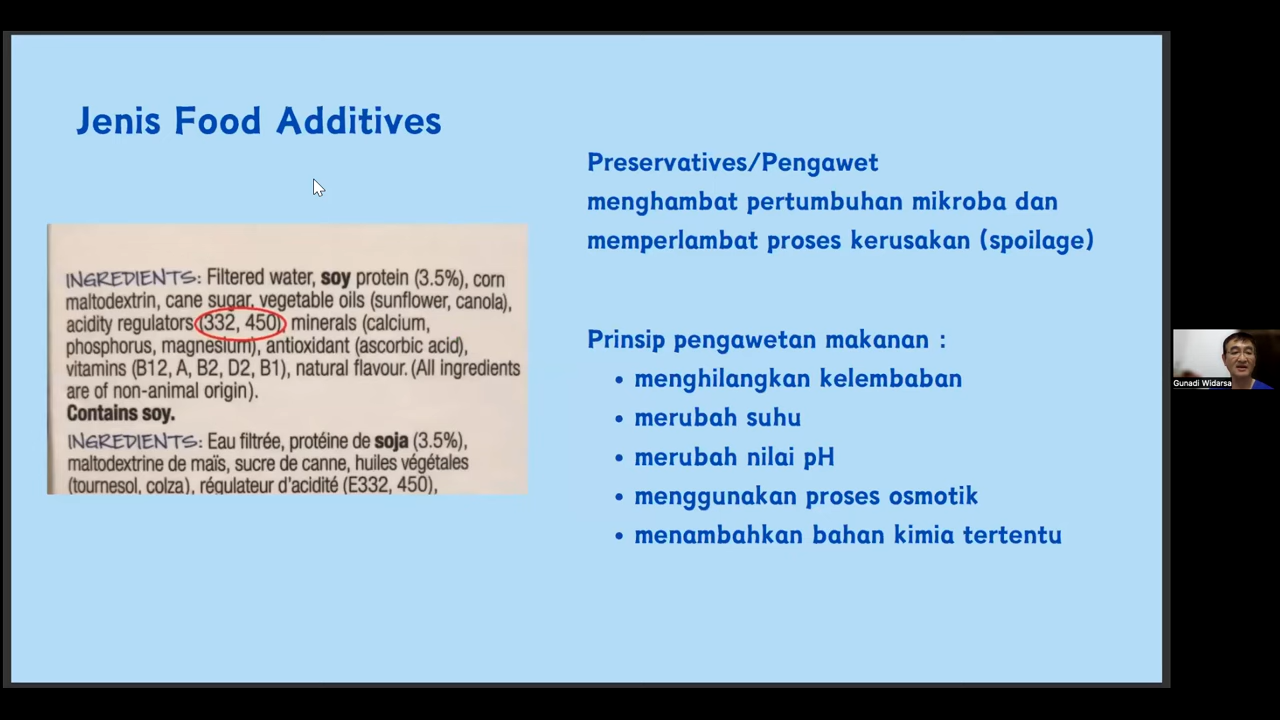 Jenis Food Additives
INGREDIENTS: Filtered water, soy protein (3.5%), corn
maltodextrin, cane sugar, vegetable oils (sunflower, canola),
acidity regulators (332, 450), minerals (calcium,
phosphorus, magnesium), antioxidant (ascorbic acid),
vitamins (B12, A, B2, D2, B1), natural flavour. (All ingredients
are of non-animal origin).
Contains soy.
INGREDIENTS: Eau filtrée, protéine de soja (3.5%),
maltodextrine de maïs, sucre de canne, huiles végétales
(tournesol, colza), régulateur d'acidité (E332, 450),
Preservatives/Pengawet
menghambat pertumbuhan mikroba dan
memperlambat proses kerusakan (spoilage)
Prinsip pengawetan makanan :
• menghilangkan kelembaban
• merubah suhu
• merubah nilai pH
• menggunakan proses osmotik
• menambahkan bahan kimia tertentu
Gunadi Widarsa